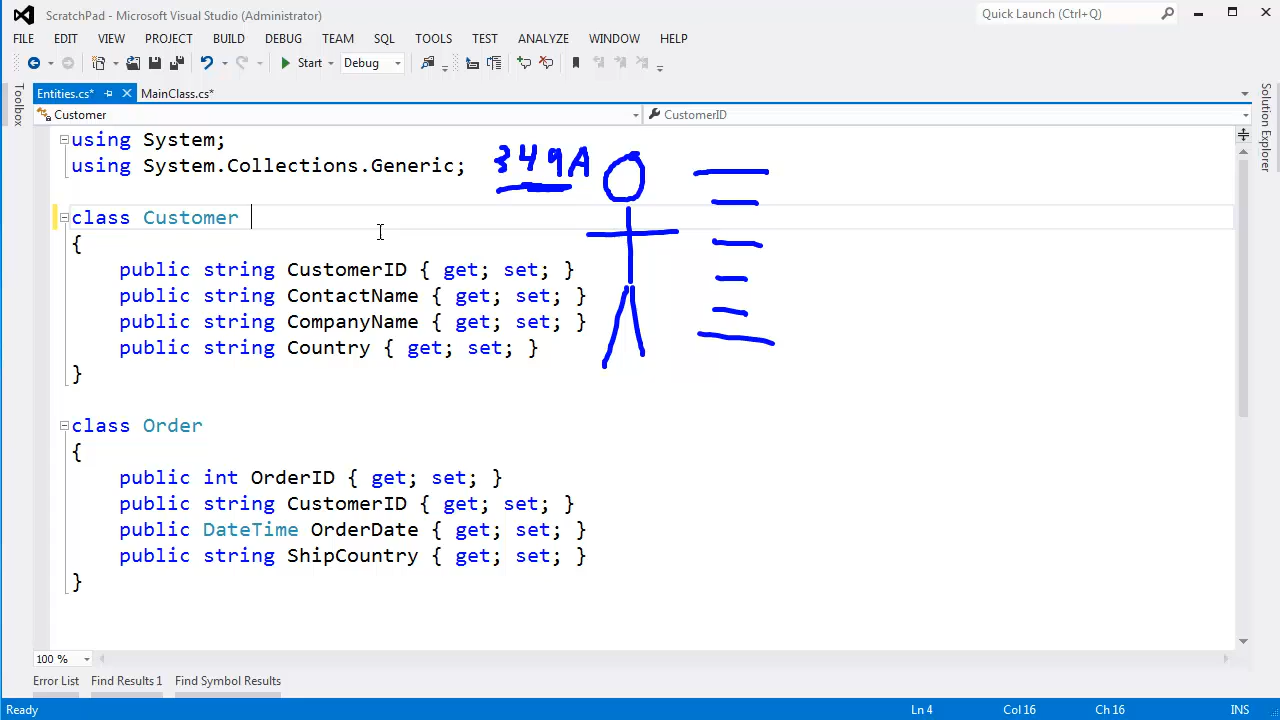 ScratchPad - Microsoft Visual Studio (Administrator)
Quick Launch (Ctrl+Q)
FILE EDIT VIEW PROJECT BUILD DEBUG TEAM SQL TOOLS TEST ANALYZE WINDOW HELP
Start Debug
Toolbox
Entities.cs* MainClass.cs*
Solution Explorer
Customer CustomerID
using System;
using System.Collections.Generic;
349A
class Customer
{
public string CustomerID { get; set; }
public string ContactName { get; set; }
public string CompanyName { get; set; }
public string Country { get; set; }
}
class Order
{
public int OrderID { get; set; }
public string CustomerID { get; set; }
public DateTime OrderDate { get; set; }
public string ShipCountry { get; set; }
}
100 %
Error List Find Results 1 Find Symbol Results
Ready Ln 4 Col 16 Ch 16 INS